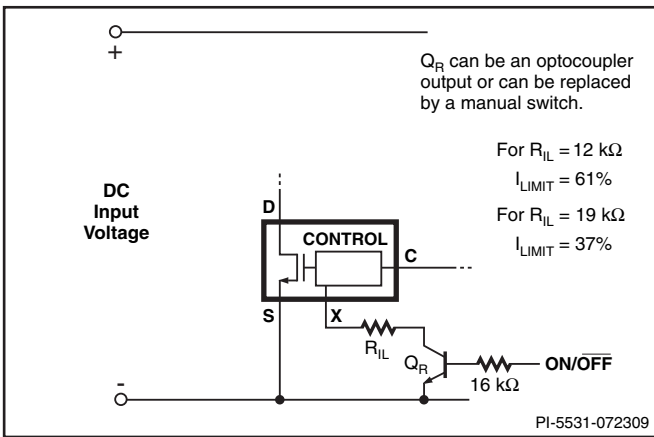 +
Q_R can be an optocoupler
output or can be replaced
by a manual switch.
For R_IL = 12 kΩ
I_LIMIT = 61%
For R_IL = 19 kΩ
I_LIMIT = 37%
DC
Input
Voltage
D
CONTROL
C
S
X
R_IL
Q_R
16 kΩ
ON/O̅F̅F̅
-
PI-5531-072309